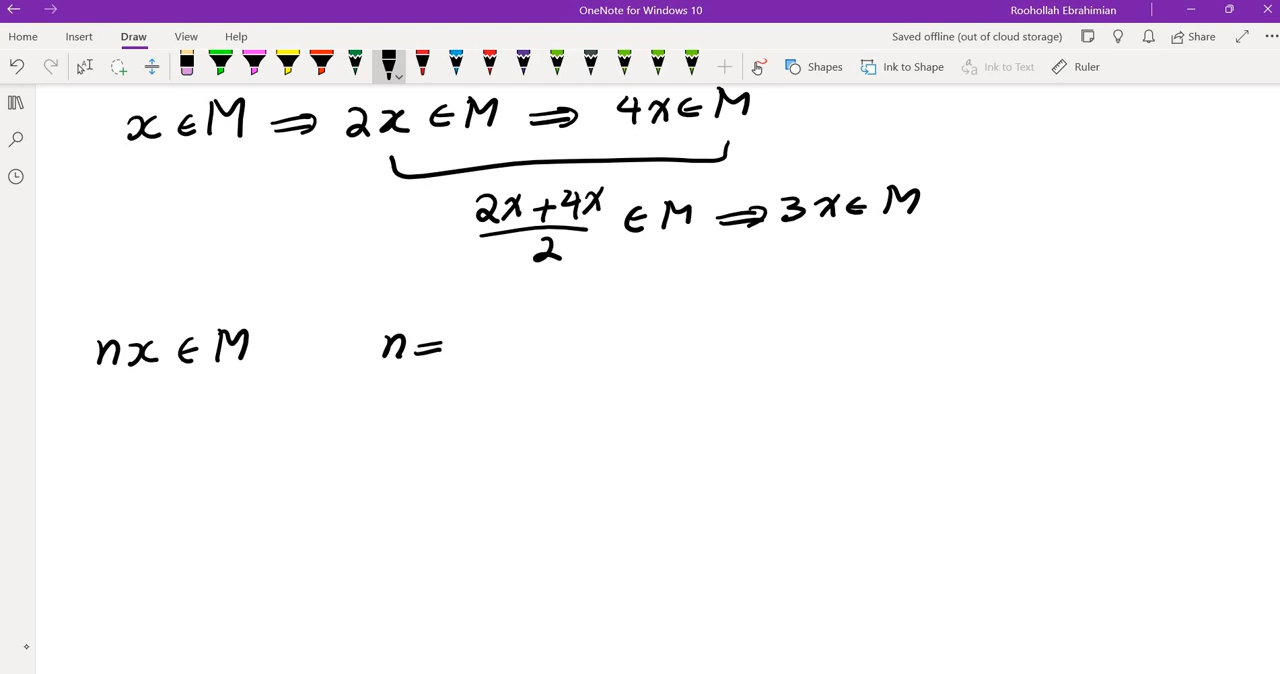 OneNote for Windows 10
Roohollah Ebrahimian
Home Insert Draw View Help
Saved offline (out of cloud storage)
Share
Shapes Ink to Shape Ink to Text Ruler
x ∈ M ⟹ 2x ∈ M ⟹ 4x ∈ M
2x + 4x
2
∈ M ⟹ 3x ∈ M
nx ∈ M n =